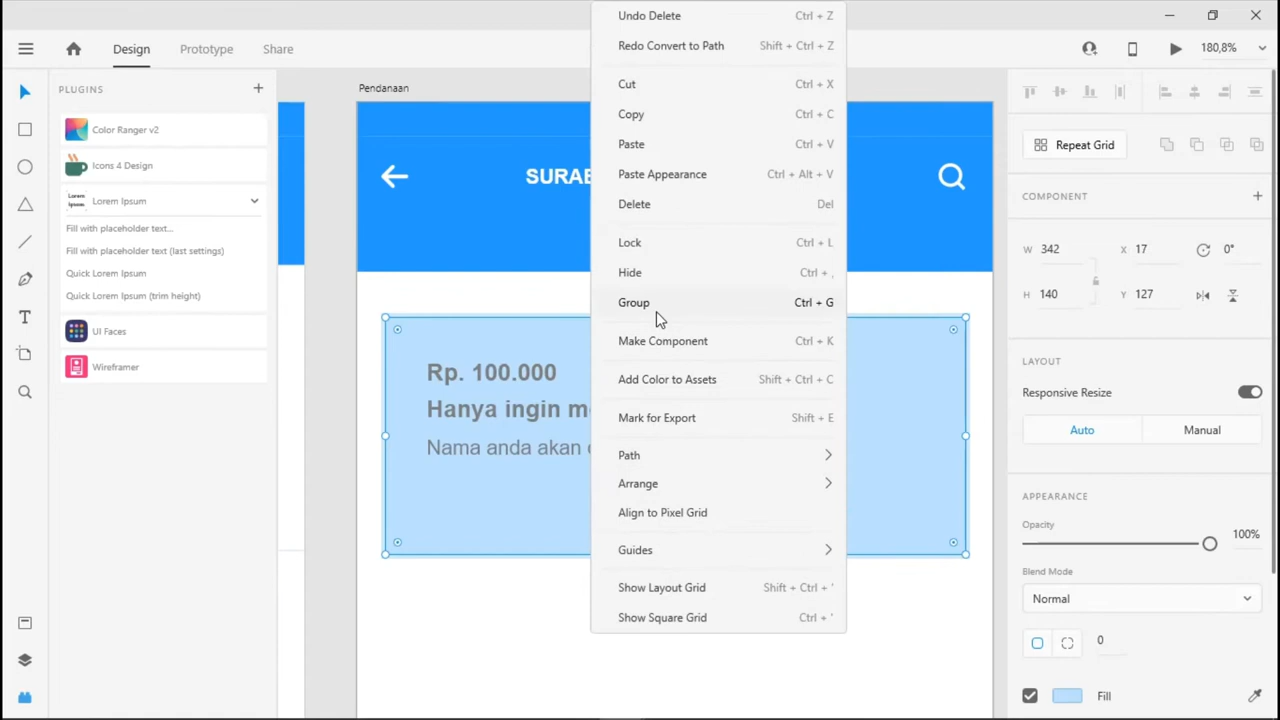 Design
Prototype
Share
180,8%
PLUGINS
Color Ranger v2
Icons 4 Design
Lorem Ipsum
Lorem Ipsum
Fill with placeholder text...
Fill with placeholder text (last settings)
Quick Lorem Ipsum
Quick Lorem Ipsum (trim height)
UI Faces
Wireframer
Pendanaan
SURAB
Rp. 100.000
Hanya ingin me
Nama anda akan
Undo Delete Ctrl + Z
Redo Convert to Path Shift + Ctrl + Z
Cut Ctrl + X
Copy Ctrl + C
Paste Ctrl + V
Paste Appearance Ctrl + Alt + V
Delete Del
Lock Ctrl + L
Hide Ctrl + ,
Group Ctrl + G
Make Component Ctrl + K
Add Color to Assets Shift + Ctrl + C
Mark for Export Shift + E
Path
Arrange
Align to Pixel Grid
Guides
Show Layout Grid Shift + Ctrl + '
Show Square Grid Ctrl + '
Repeat Grid
COMPONENT
W 342 X 17 0°
H 140 Y 127
LAYOUT
Responsive Resize
Auto Manual
APPEARANCE
Opacity
100%
Blend Mode
Normal
0
Fill